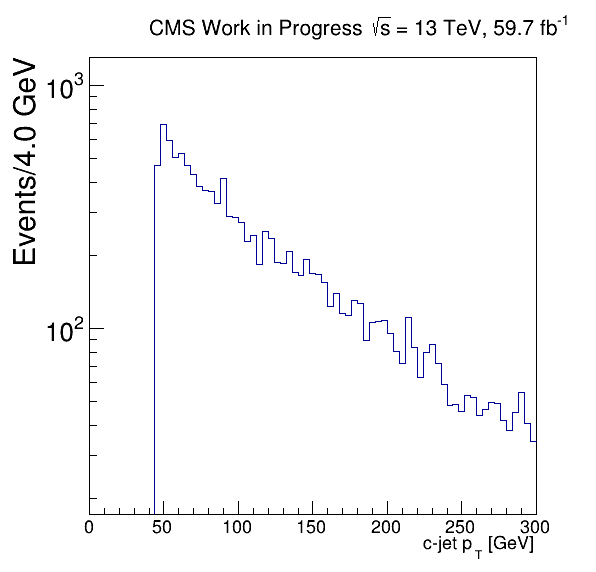 CMS Work in Progress √s = 13 TeV, 59.7 fb⁻¹
Events/4.0 GeV
10³
10²
0 50 100 150 200 250 300
c-jet p_T [GeV]